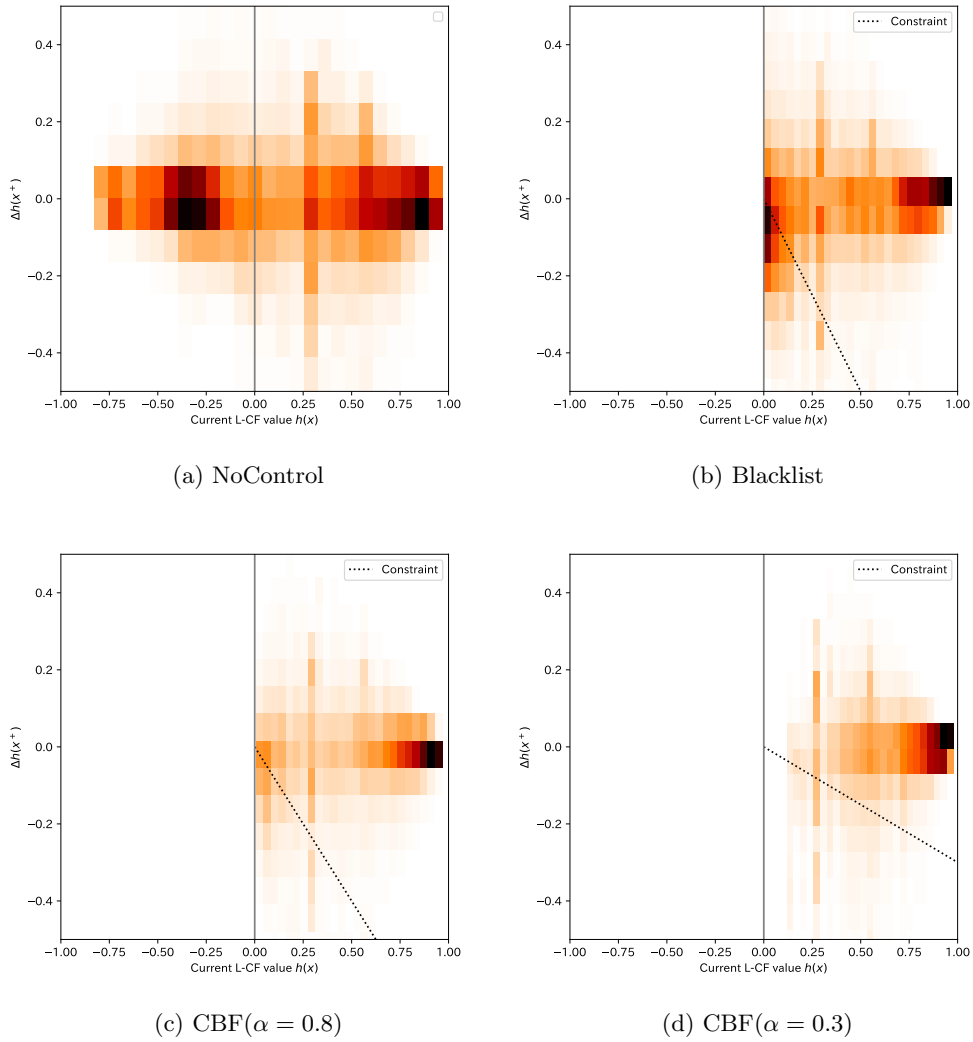 0.4
0.2
0.0
−0.2
−0.4
Δh(x⁺)
−1.00 −0.75 −0.50 −0.25 0.00 0.25 0.50 0.75 1.00
Current L-CF value h(x)
(a) NoControl
Constraint
0.4
0.2
0.0
−0.2
−0.4
Δh(x⁺)
−1.00 −0.75 −0.50 −0.25 0.00 0.25 0.50 0.75 1.00
Current L-CF value h(x)
(b) Blacklist
Constraint
0.4
0.2
0.0
−0.2
−0.4
Δh(x⁺)
−1.00 −0.75 −0.50 −0.25 0.00 0.25 0.50 0.75 1.00
Current L-CF value h(x)
(c) CBF(α = 0.8)
Constraint
0.4
0.2
0.0
−0.2
−0.4
Δh(x⁺)
−1.00 −0.75 −0.50 −0.25 0.00 0.25 0.50 0.75 1.00
Current L-CF value h(x)
(d) CBF(α = 0.3)